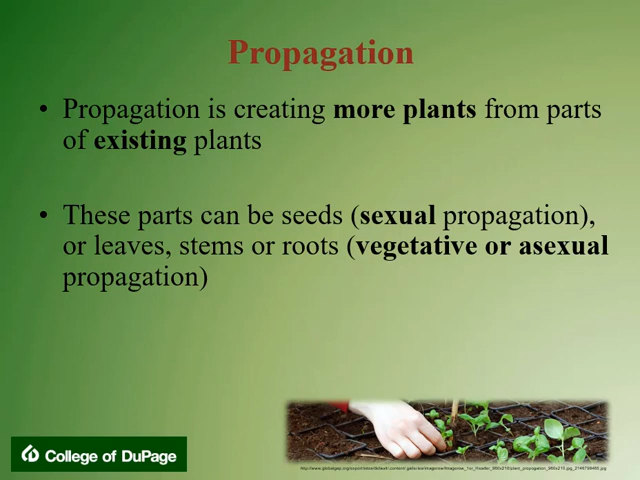 Propagation
• Propagation is creating more plants from parts
of existing plants
• These parts can be seeds (sexual propagation),
or leaves, stems or roots (vegetative or asexual
propagation)
College of DuPage